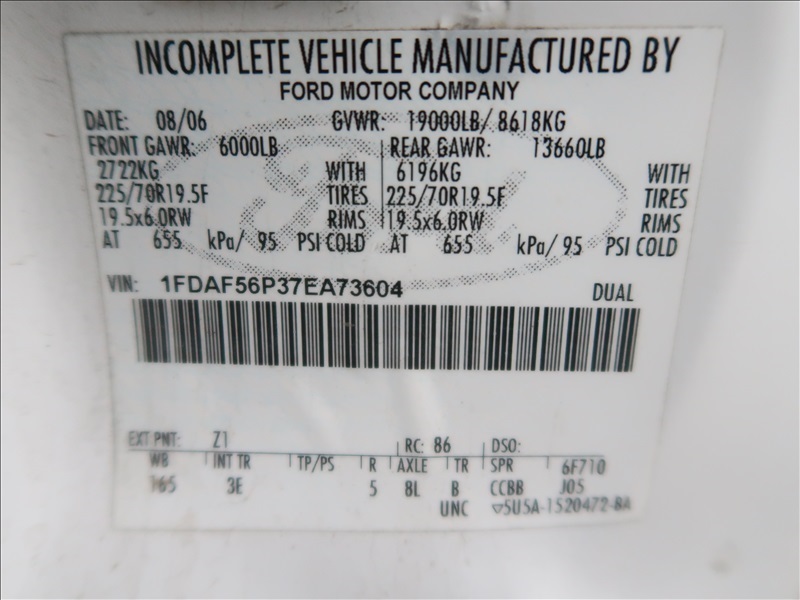 INCOMPLETE VEHICLE MANUFACTURED BY
FORD MOTOR COMPANY
DATE: 08/06 GVWR: 19000LB/ 8618KG
FRONT GAWR: 6000LB REAR GAWR: 13660LB
2722KG WITH 6196KG WITH
225/70R19.5F TIRES 225/70R19.5F TIRES
19.5x6.0RW RIMS 19.5x6.0RW RIMS
AT 655 kPa/ 95 PSI COLD AT 655 kPa/ 95 PSI COLD
VIN: 1FDAF56P37EA73604 DUAL
EXT PNT: Z1 RC: 86 DSO:
WB INT TR TP/PS R AXLE TR SPR 6F710
165 3E 5 8L B CCBB J05
UNC ▽5U5A-1520472-BA